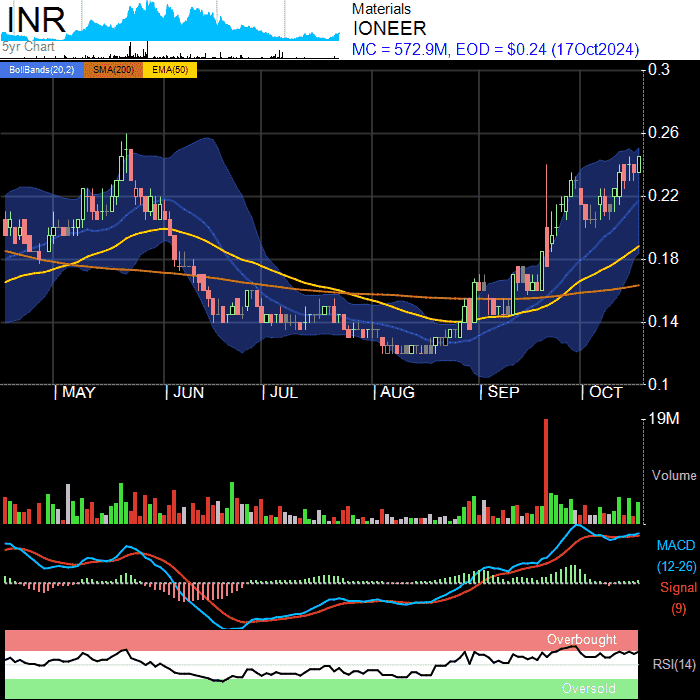 INR
5yr Chart
Materials
IONEER
MC = 572.9M, EOD = $0.24 (17Oct2024)
BollBands(20,2) SMA(200) EMA(50)
0.3
0.26
0.22
0.18
0.14
0.1
MAY JUN JUL AUG SEP OCT
19M
Volume
MACD
(12-26)
Signal
(9)
Overbought
RSI(14)
Oversold